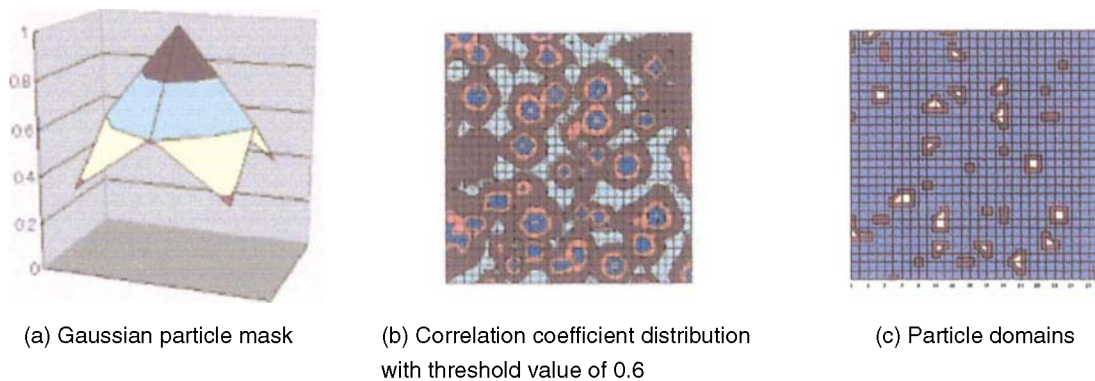 1
0.8
0.6
0.4
0.2
0
(a) Gaussian particle mask
(b) Correlation coefficient distribution
with threshold value of 0.6
(c) Particle domains